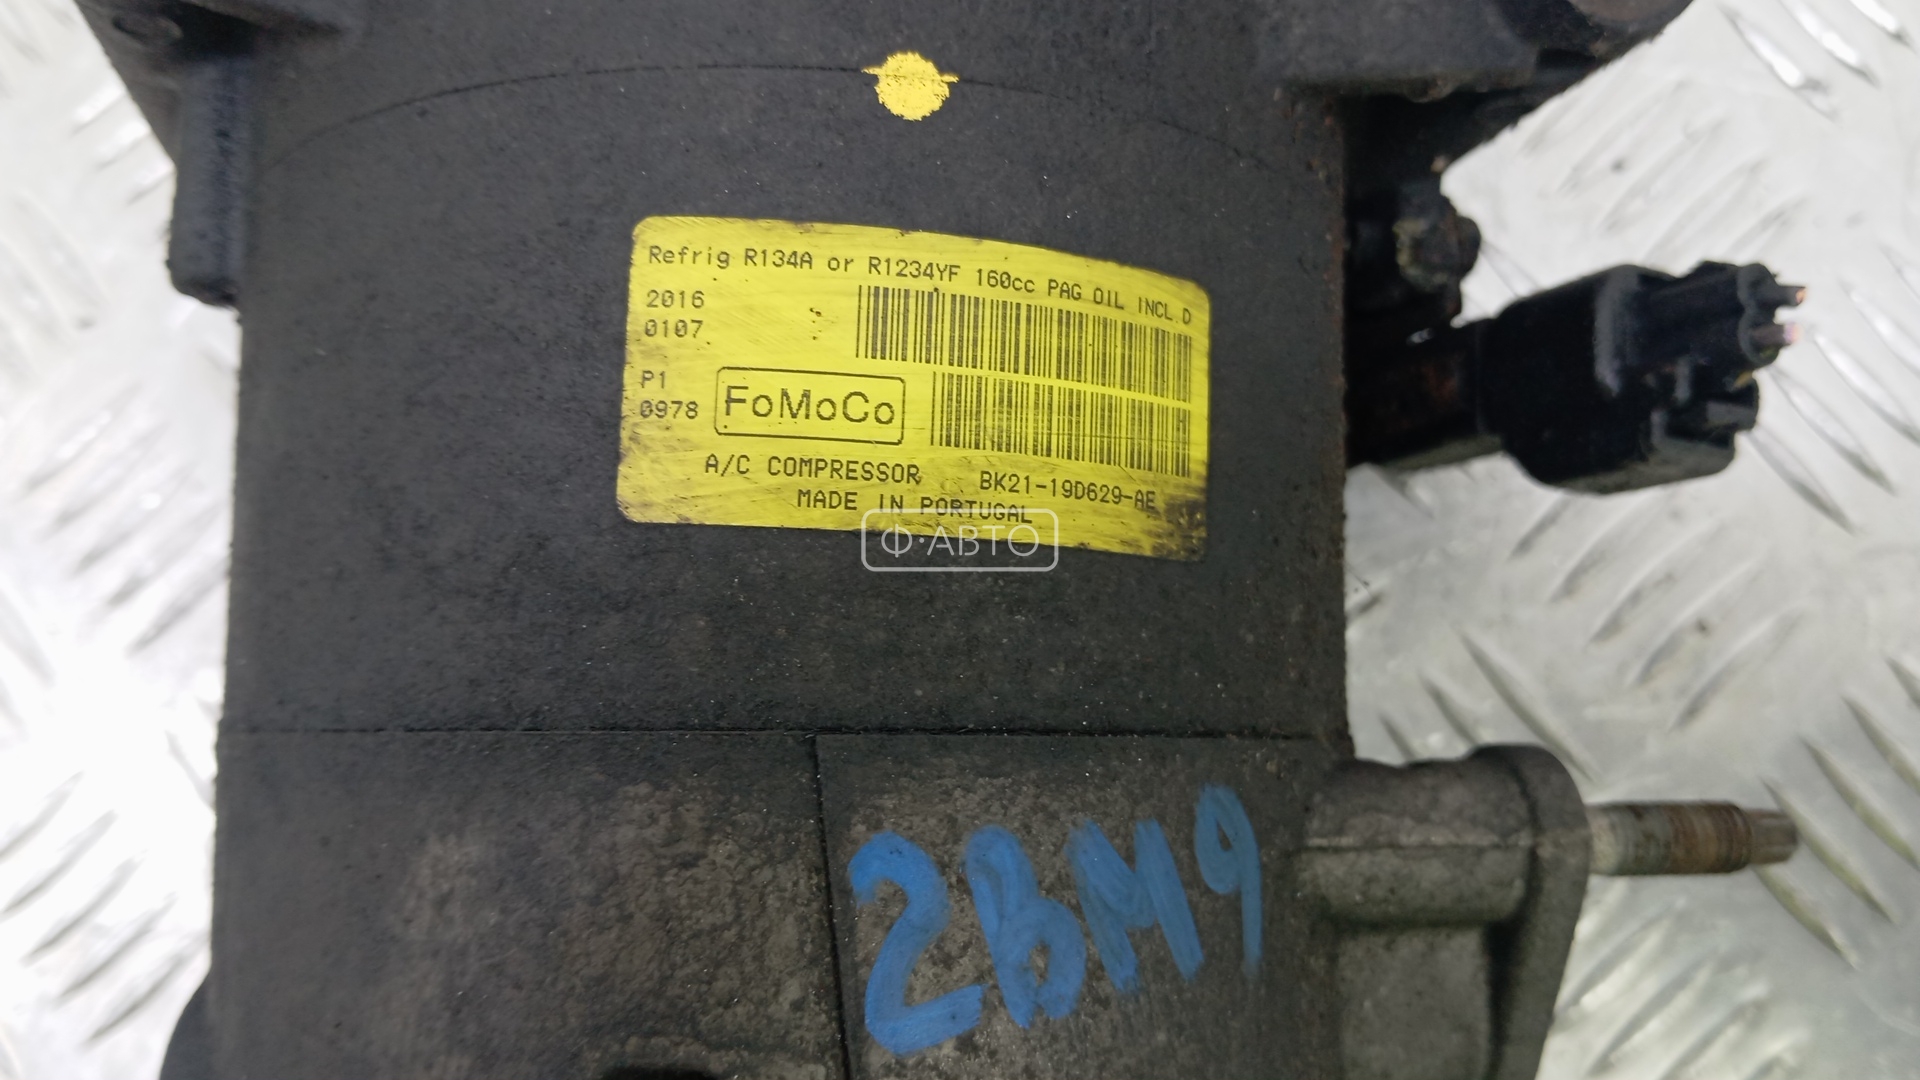 Refrig R134A or R1234YF 160cc PAG OIL INCL.D
2016
0107
P1
0978
FoMoCo
A/C COMPRESSOR BK21-19D629-AE
MADE IN PORTUGAL
Ф·АВТО
2BM9